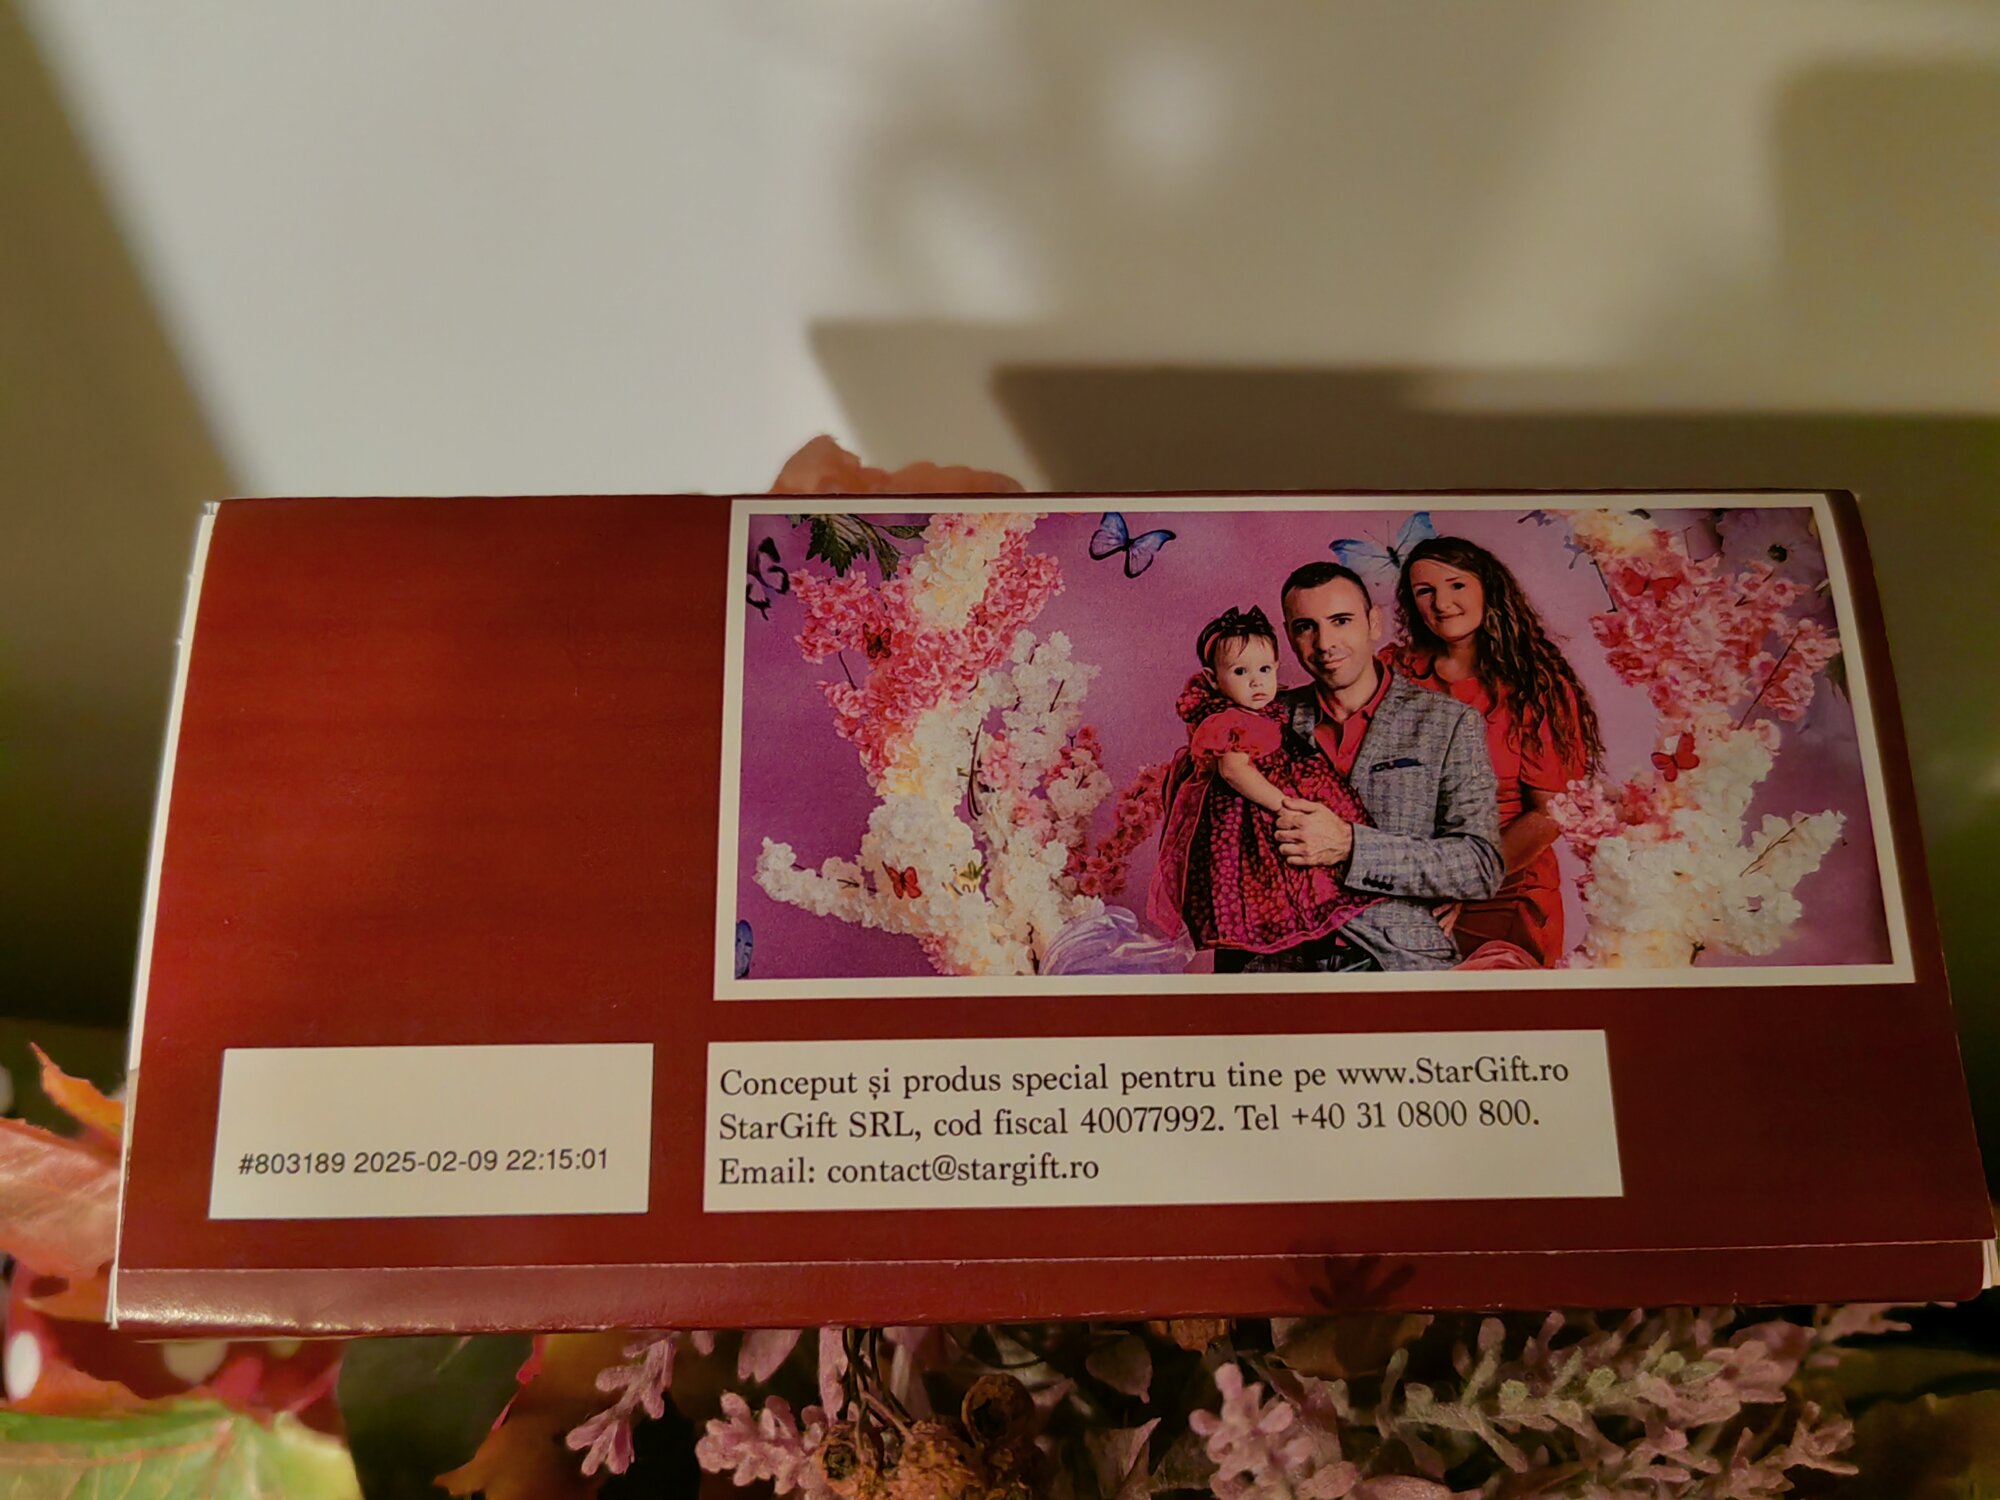 #803189 2025-02-09 22:15:01
Conceput și produs special pentru tine pe www.StarGift.ro
StarGift SRL, cod fiscal 40077992. Tel +40 31 0800 800.
Email: contact@stargift.ro